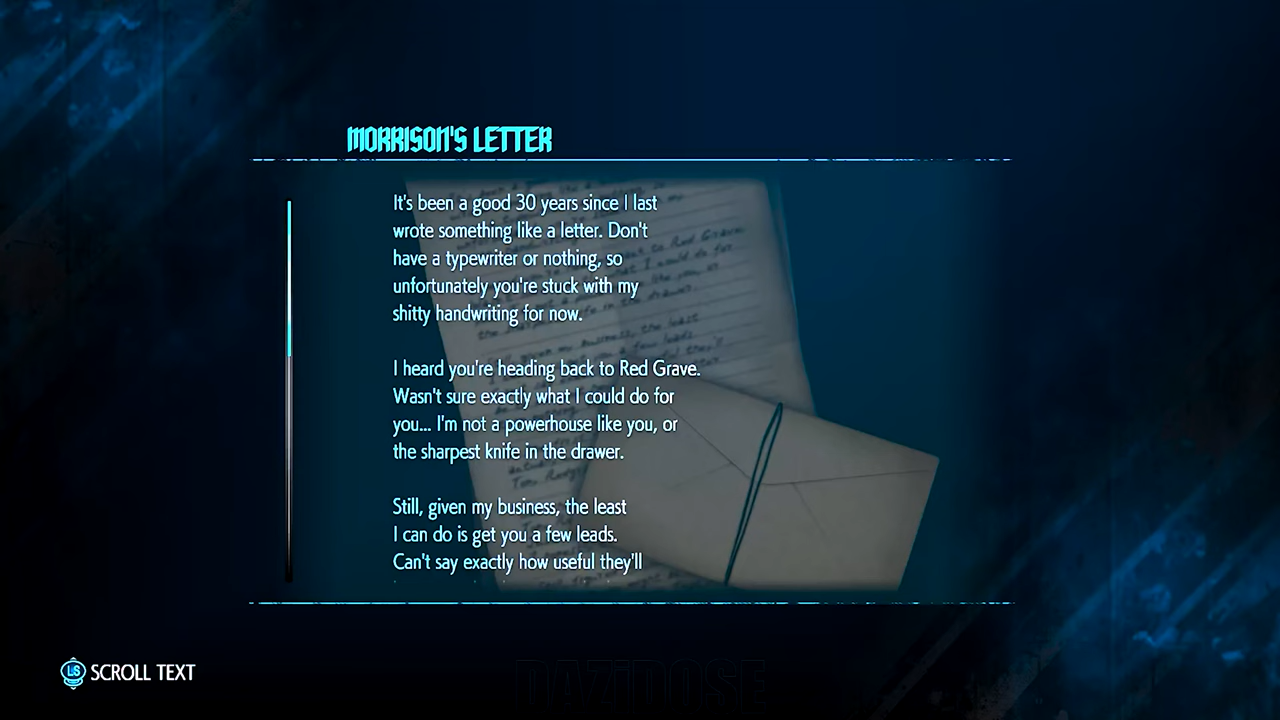 MORRISON'S LETTER
It's been a good 30 years since I last
wrote something like a letter. Don't
have a typewriter or nothing, so
unfortunately you're stuck with my
shitty handwriting for now.
I heard you're heading back to Red Grave.
Wasn't sure exactly what I could do for
you... I'm not a powerhouse like you, or
the sharpest knife in the drawer.
Still, given my business, the least
I can do is get you a few leads.
Can't say exactly how useful they'll
LS SCROLL TEXT
DAZiDOSE